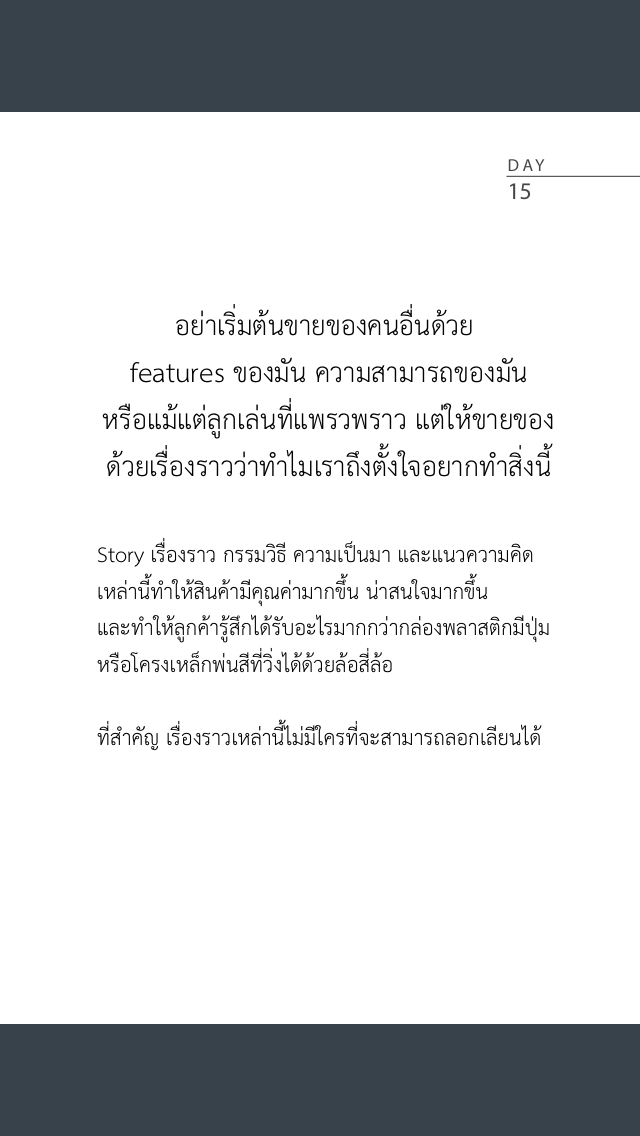 DAY
15
อย่าเริ่มต้นขายของคนอื่นด้วย
features ของมัน ความสามารถของมัน
หรือแม้แต่ลูกเล่นที่แพรวพราว แต่ให้ขายของ
ด้วยเรื่องราวว่าทำไมเราถึงตั้งใจอยากทำสิ่งนี้
Story เรื่องราว กรรมวิธี ความเป็นมา และแนวความคิด
เหล่านี้ทำให้สินค้ามีคุณค่ามากขึ้น น่าสนใจมากขึ้น
และทำให้ลูกค้ารู้สึกได้รับอะไรมากกว่ากล่องพลาสติกมีปุ่ม
หรือโครงเหล็กพ่นสีที่วิ่งได้ด้วยล้อสี่ล้อ
ที่สำคัญ เรื่องราวเหล่านี้ไม่มีใครที่จะสามารถลอกเลียนได้